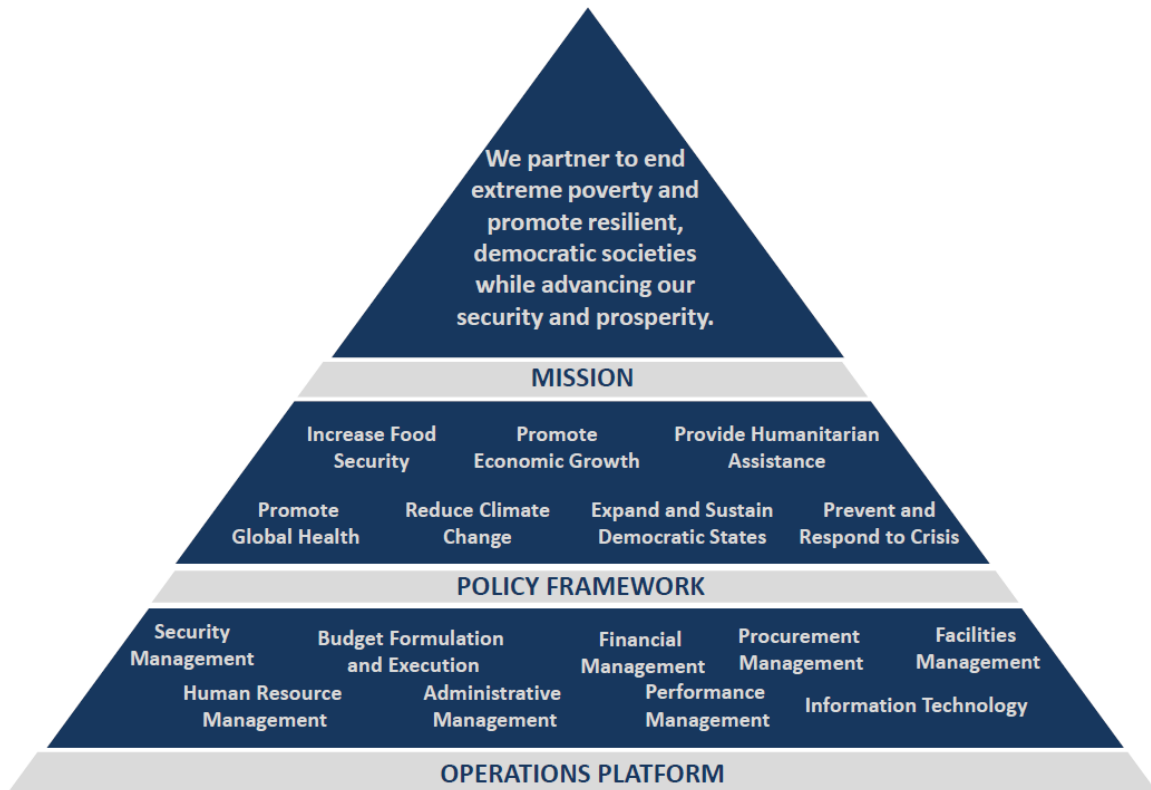 We partner to end
extreme poverty and
promote resilient,
democratic societies
while advancing our
security and prosperity.
MISSION
Increase Food
Security
Promote
Economic Growth
Provide Humanitarian
Assistance
Promote
Global Health
Reduce Climate
Change
Expand and Sustain
Democratic States
Prevent and
Respond to Crisis
POLICY FRAMEWORK
Security
Management
Budget Formulation
and Execution
Financial
Management
Procurement
Management
Facilities
Management
Human Resource
Management
Administrative
Management
Performance
Management
Information Technology
OPERATIONS PLATFORM